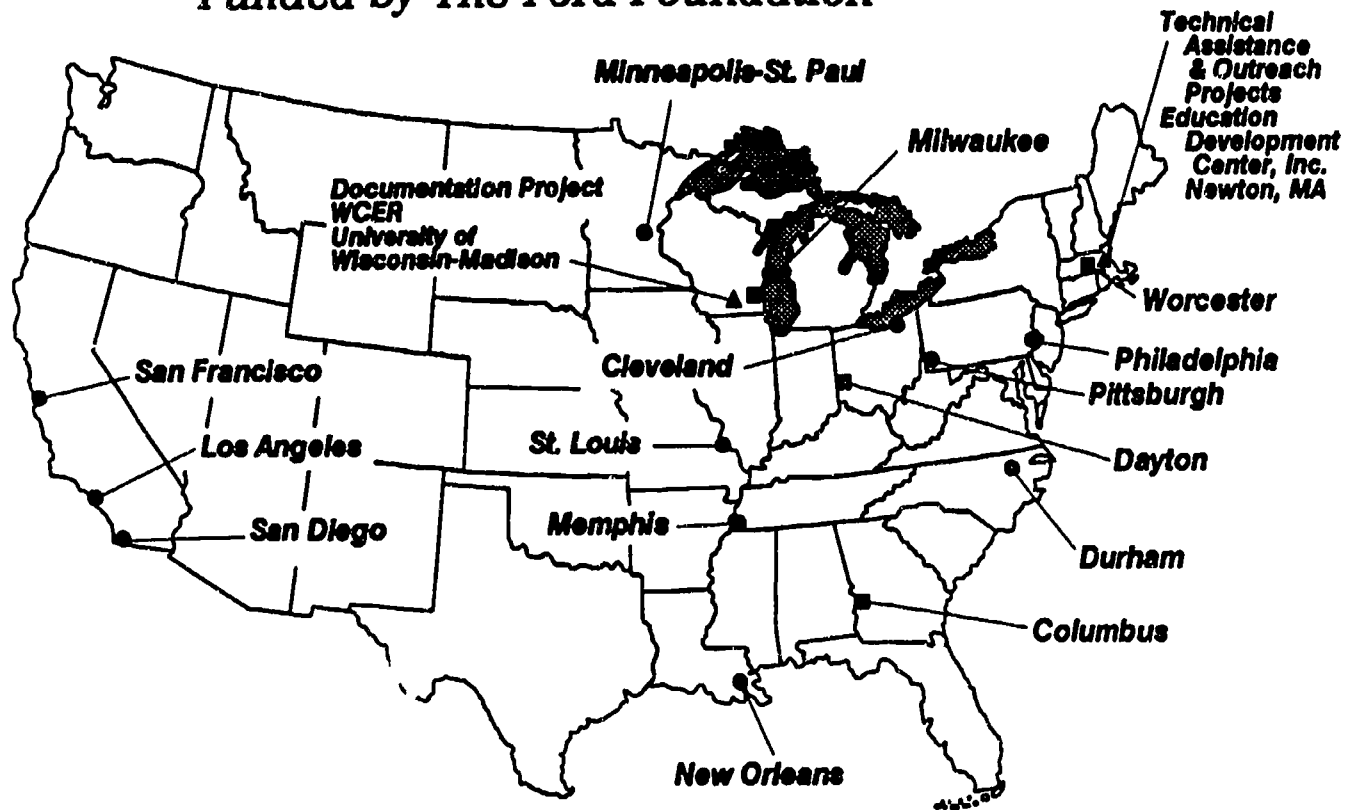 Funded by The Ford Foundation
Technical
Assistance
& Outreach
Projects
Education
Development
Center, Inc.
Newton, MA
Minneapolis-St. Paul
Milwaukee
Documentation Project
WCER
University of
Wisconsin-Madison
Worcester
Cleveland
Philadelphia
San Francisco
Pittsburgh
Los Angeles
St. Louis
Dayton
San Diego
Memphis
Durham
Columbus
New Orleans